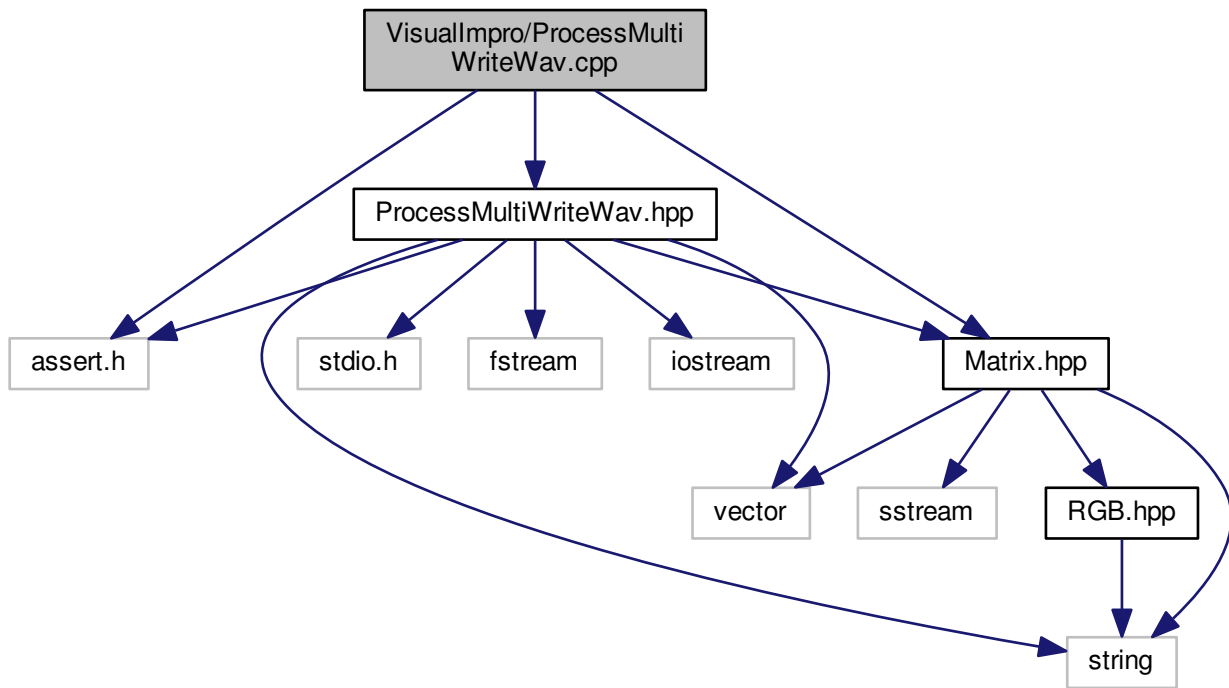 VisualImpro/ProcessMulti
WriteWav.cpp
ProcessMultiWriteWav.hpp
assert.h
stdio.h
fstream
iostream
Matrix.hpp
vector
sstream
RGB.hpp
string